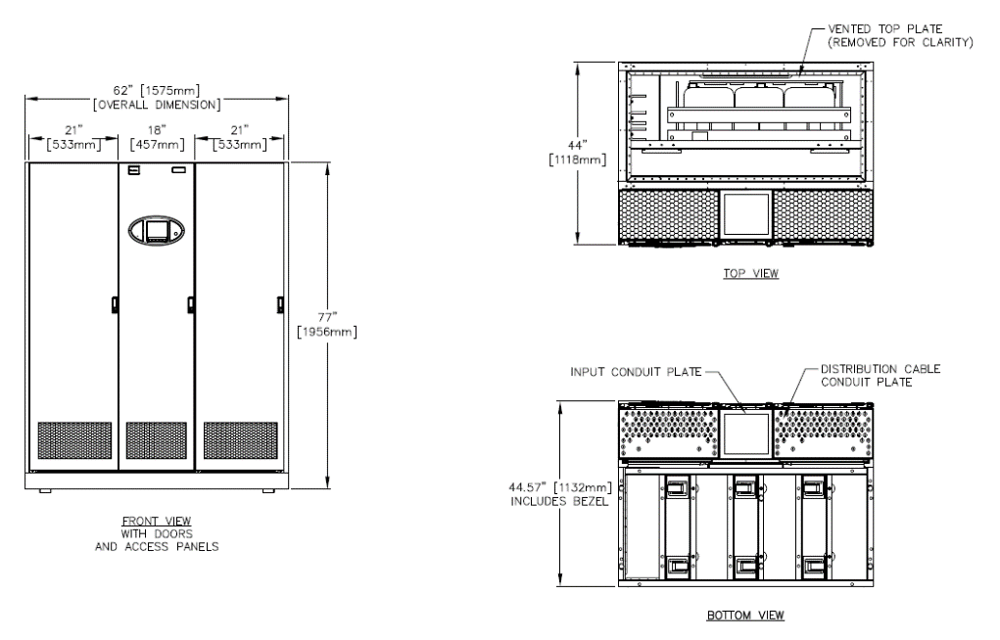 62" [1575mm]
[OVERALL DIMENSION]
21"
[533mm]
18"
[457mm]
21"
[533mm]
77"
[1956mm]
FRONT VIEW
WITH DOORS
AND ACCESS PANELS
VENTED TOP PLATE
(REMOVED FOR CLARITY)
44"
[1118mm]
TOP VIEW
INPUT CONDUIT PLATE
DISTRIBUTION CABLE
CONDUIT PLATE
44.57" [1132mm]
INCLUDES BEZEL
BOTTOM VIEW